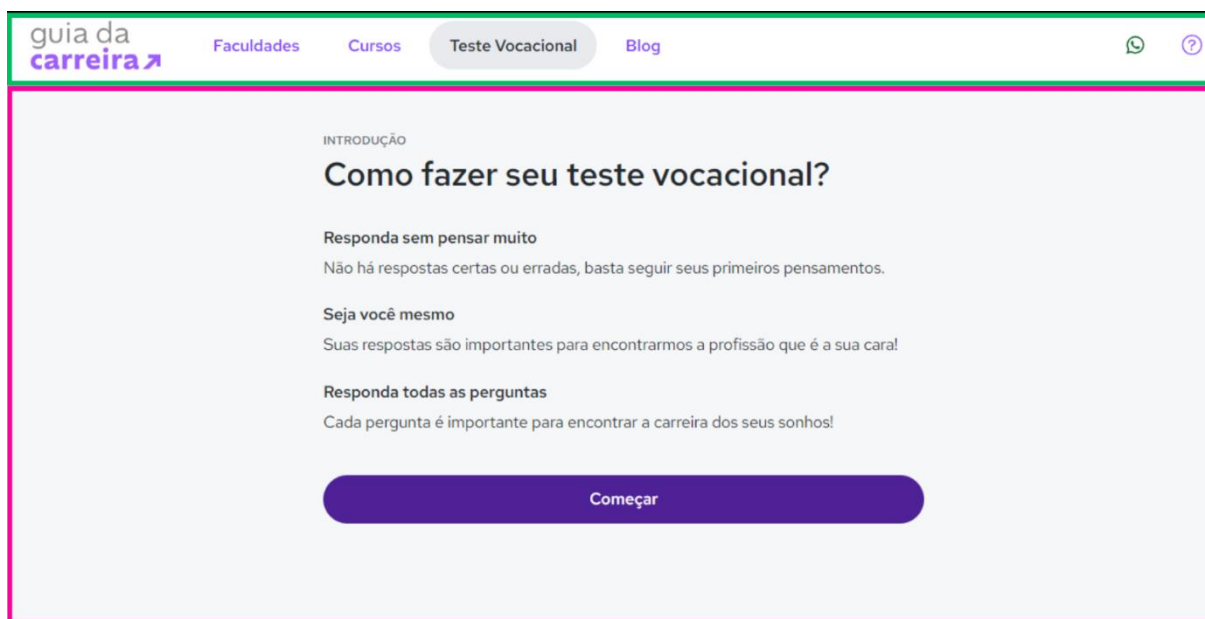 guia da
carreira
Faculdades Cursos Teste Vocacional Blog
INTRODUÇÃO
Como fazer seu teste vocacional?
Responda sem pensar muito
Não há respostas certas ou erradas, basta seguir seus primeiros pensamentos.
Seja você mesmo
Suas respostas são importantes para encontrarmos a profissão que é a sua cara!
Responda todas as perguntas
Cada pergunta é importante para encontrar a carreira dos seus sonhos!
Começar